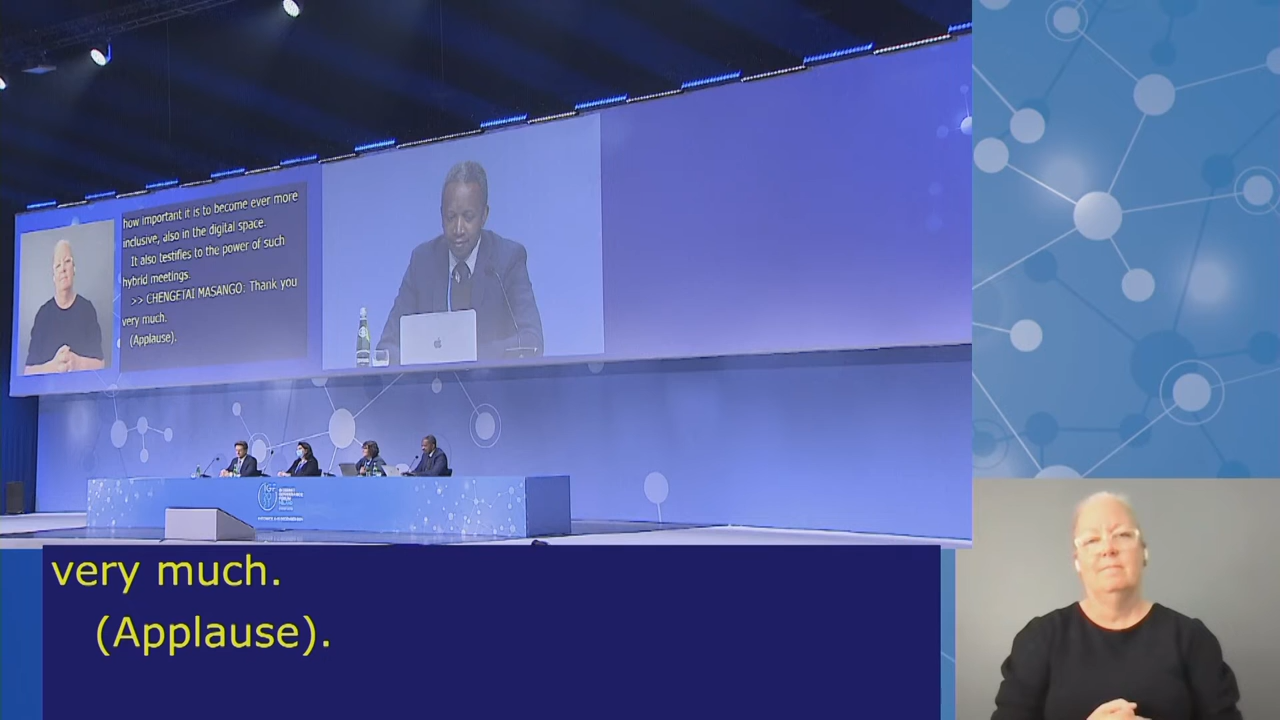 how important it is to become ever more
inclusive, also in the digital space.
It also testifies to the power of such
hybrid meetings.
>> CHENGETAI MASANGO: Thank you
very much.
(Applause).
very much.
(Applause).